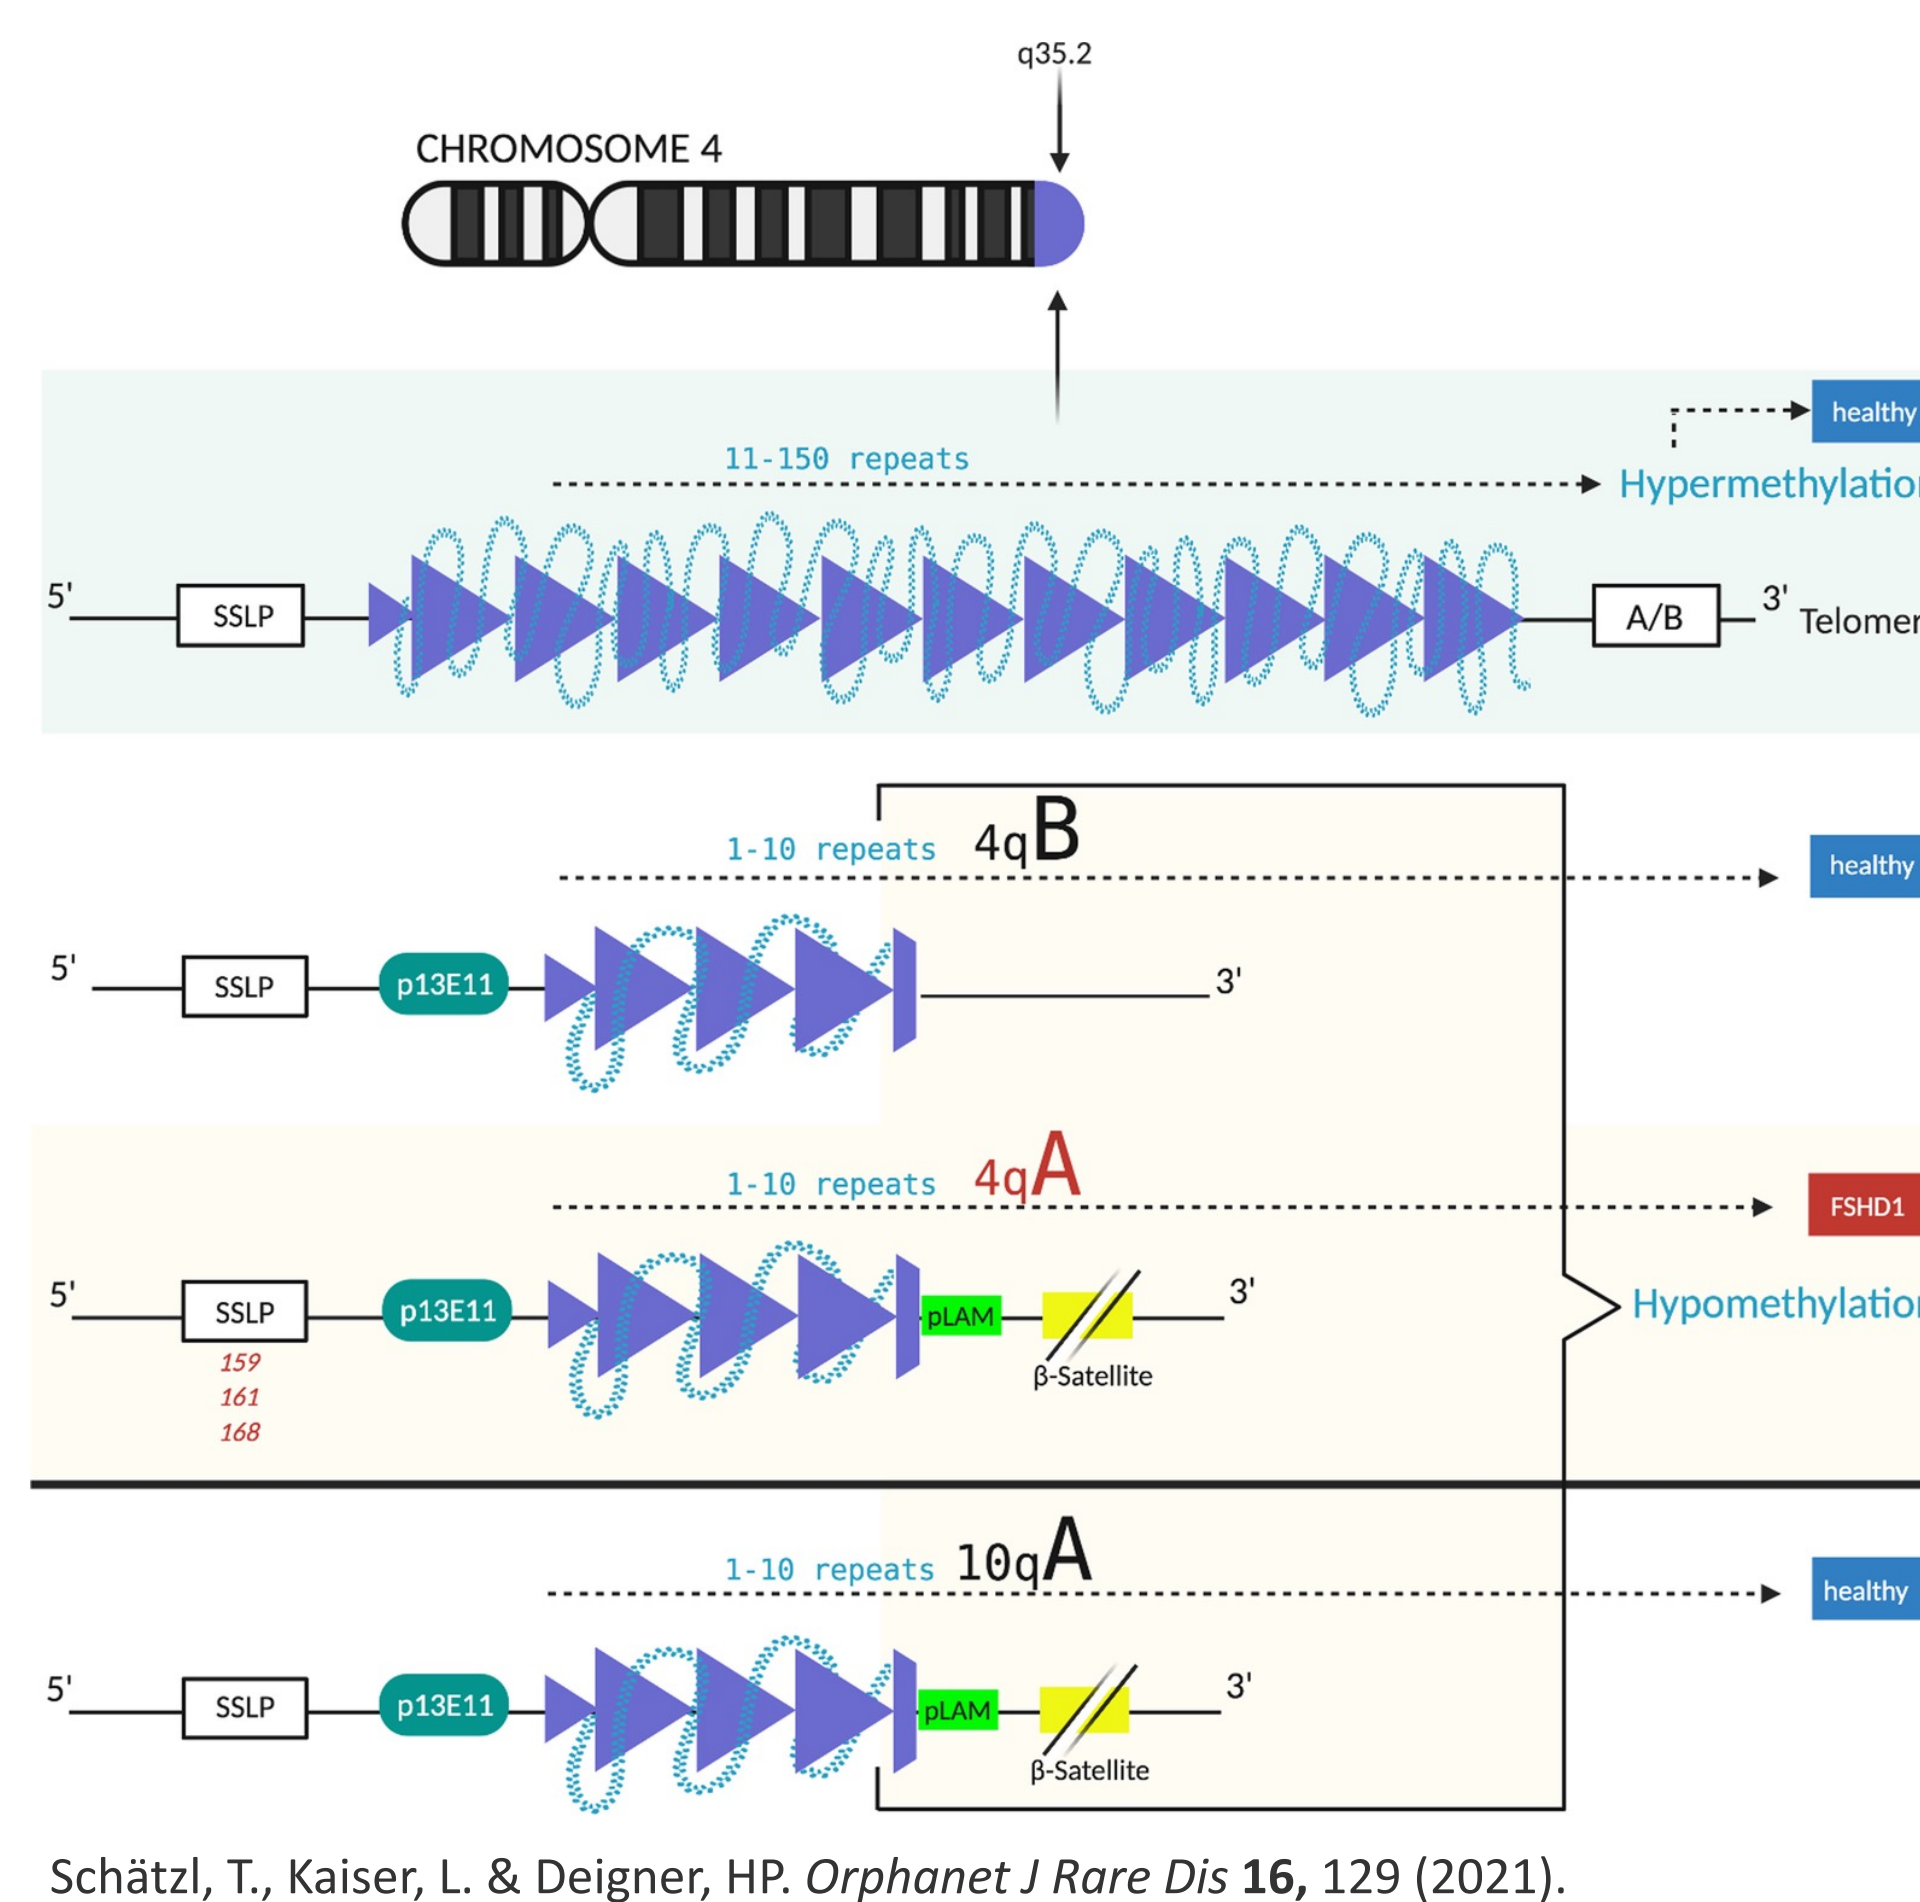 q35.2
CHROMOSOME 4
healthy
11-150 repeats
Hypermethylation
5'
SSLP
A/B
3'
Telomer
4qB
1-10 repeats
healthy
5'
SSLP
p13E11
3'
4qA
1-10 repeats
FSHD1
5'
SSLP
p13E11
pLAM
3'
Hypomethylation
β-Satellite
159
161
168
10qA
1-10 repeats
healthy
5'
SSLP
p13E11
pLAM
3'
β-Satellite
Schätzl, T., Kaiser, L. & Deigner, HP. Orphanet J Rare Dis 16, 129 (2021).